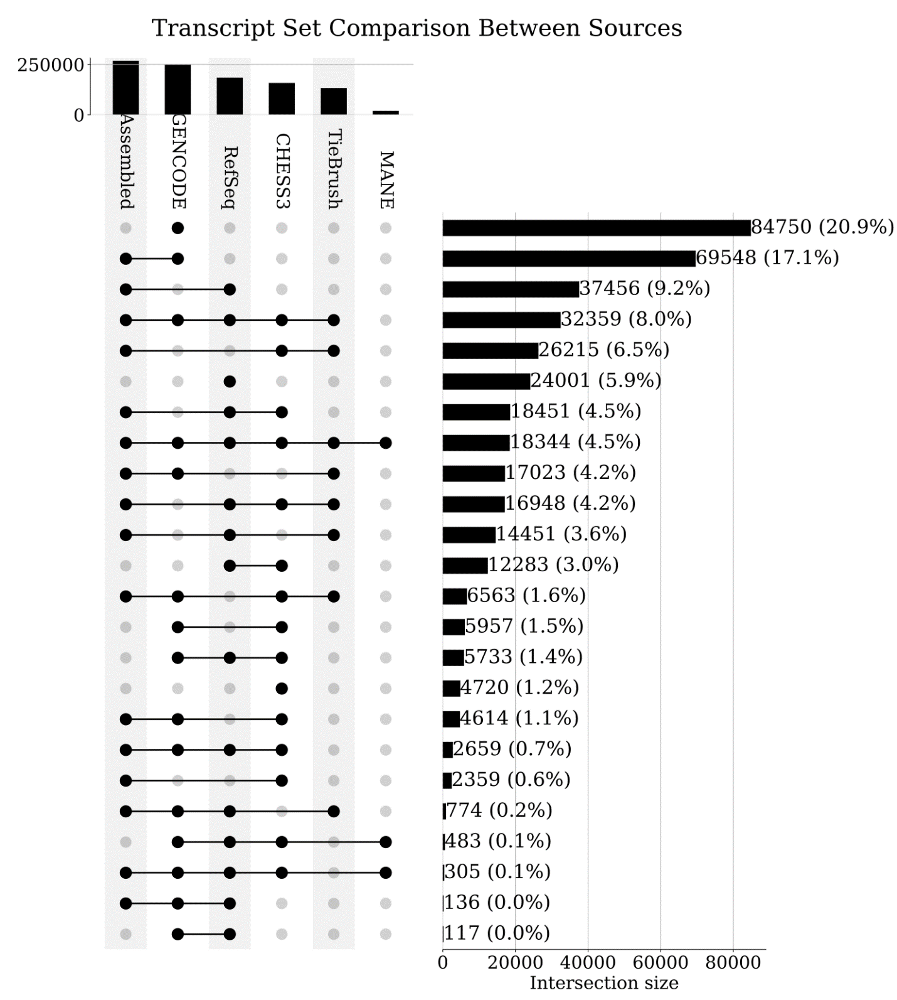 Transcript Set Comparison Between Sources
250000
0
Assembled
GENCODE
RefSeq
CHESS3
TieBrush
MANE
84750 (20.9%)
69548 (17.1%)
37456 (9.2%)
32359 (8.0%)
26215 (6.5%)
24001 (5.9%)
18451 (4.5%)
18344 (4.5%)
17023 (4.2%)
16948 (4.2%)
14451 (3.6%)
12283 (3.0%)
6563 (1.6%)
5957 (1.5%)
5733 (1.4%)
4720 (1.2%)
4614 (1.1%)
2659 (0.7%)
2359 (0.6%)
774 (0.2%)
483 (0.1%)
305 (0.1%)
136 (0.0%)
117 (0.0%)
0 20000 40000 60000 80000
Intersection size